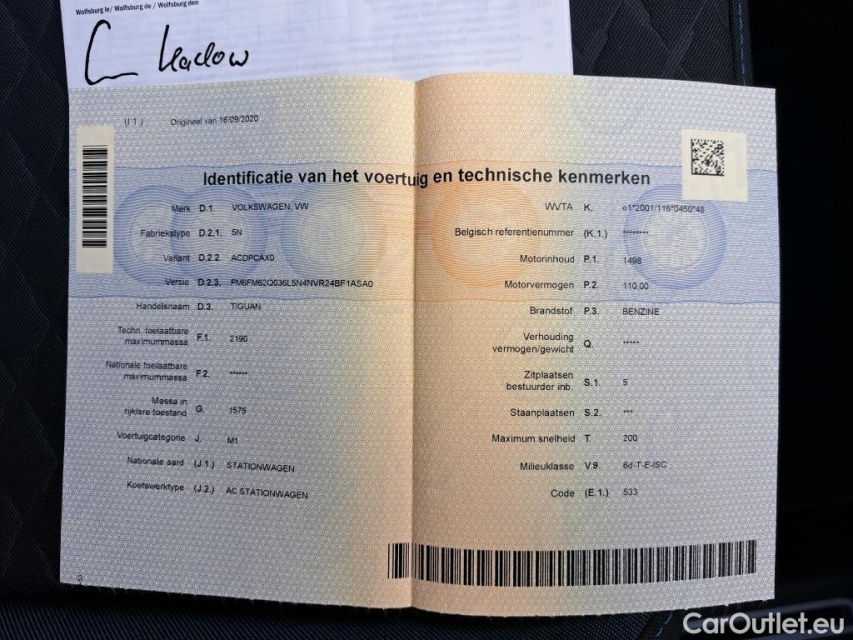 Wolfsburg le/ Wolfsburg de / Wolfsburg den
(I 1.) Origineel van 16/09/2020
Identificatie van het voertuig en technische kenmerken
Merk D.1. VOLKSWAGEN, VW
Fabriekstype D.2.1. 5N
Variant D.2.2. ACDPCAX0
Versie D.2.3. FM6FM62Q036L5N4NVR24BF1ASA0
Handelsnaam D.3. TIGUAN
Techn. toelaatbare
maximummassa F.1. 2190
Nationale toelaatbare
maximummassa F.2. ******
Massa in
rijklare toestand G. 1575
Voertuigcategorie J. M1
Nationale aard (J.1.) STATIONWAGEN
Koetswerktype (J.2.) AC STATIONWAGEN
WVTA K. e1*2001/116*0450*48
Belgisch referentienummer (K.1.) ********
Motorinhoud P.1. 1498
Motorvermogen P.2. 110.00
Brandstof P.3. BENZINE
Verhouding
vermogen/gewicht Q. *****
Zitplaatsen
bestuurder inb. S.1. 5
Staanplaatsen S.2. ***
Maximum snelheid T. 200
Milieuklasse V.9. 6d-T-E-ISC
Code (E.1.) 533
CarOutlet.eu